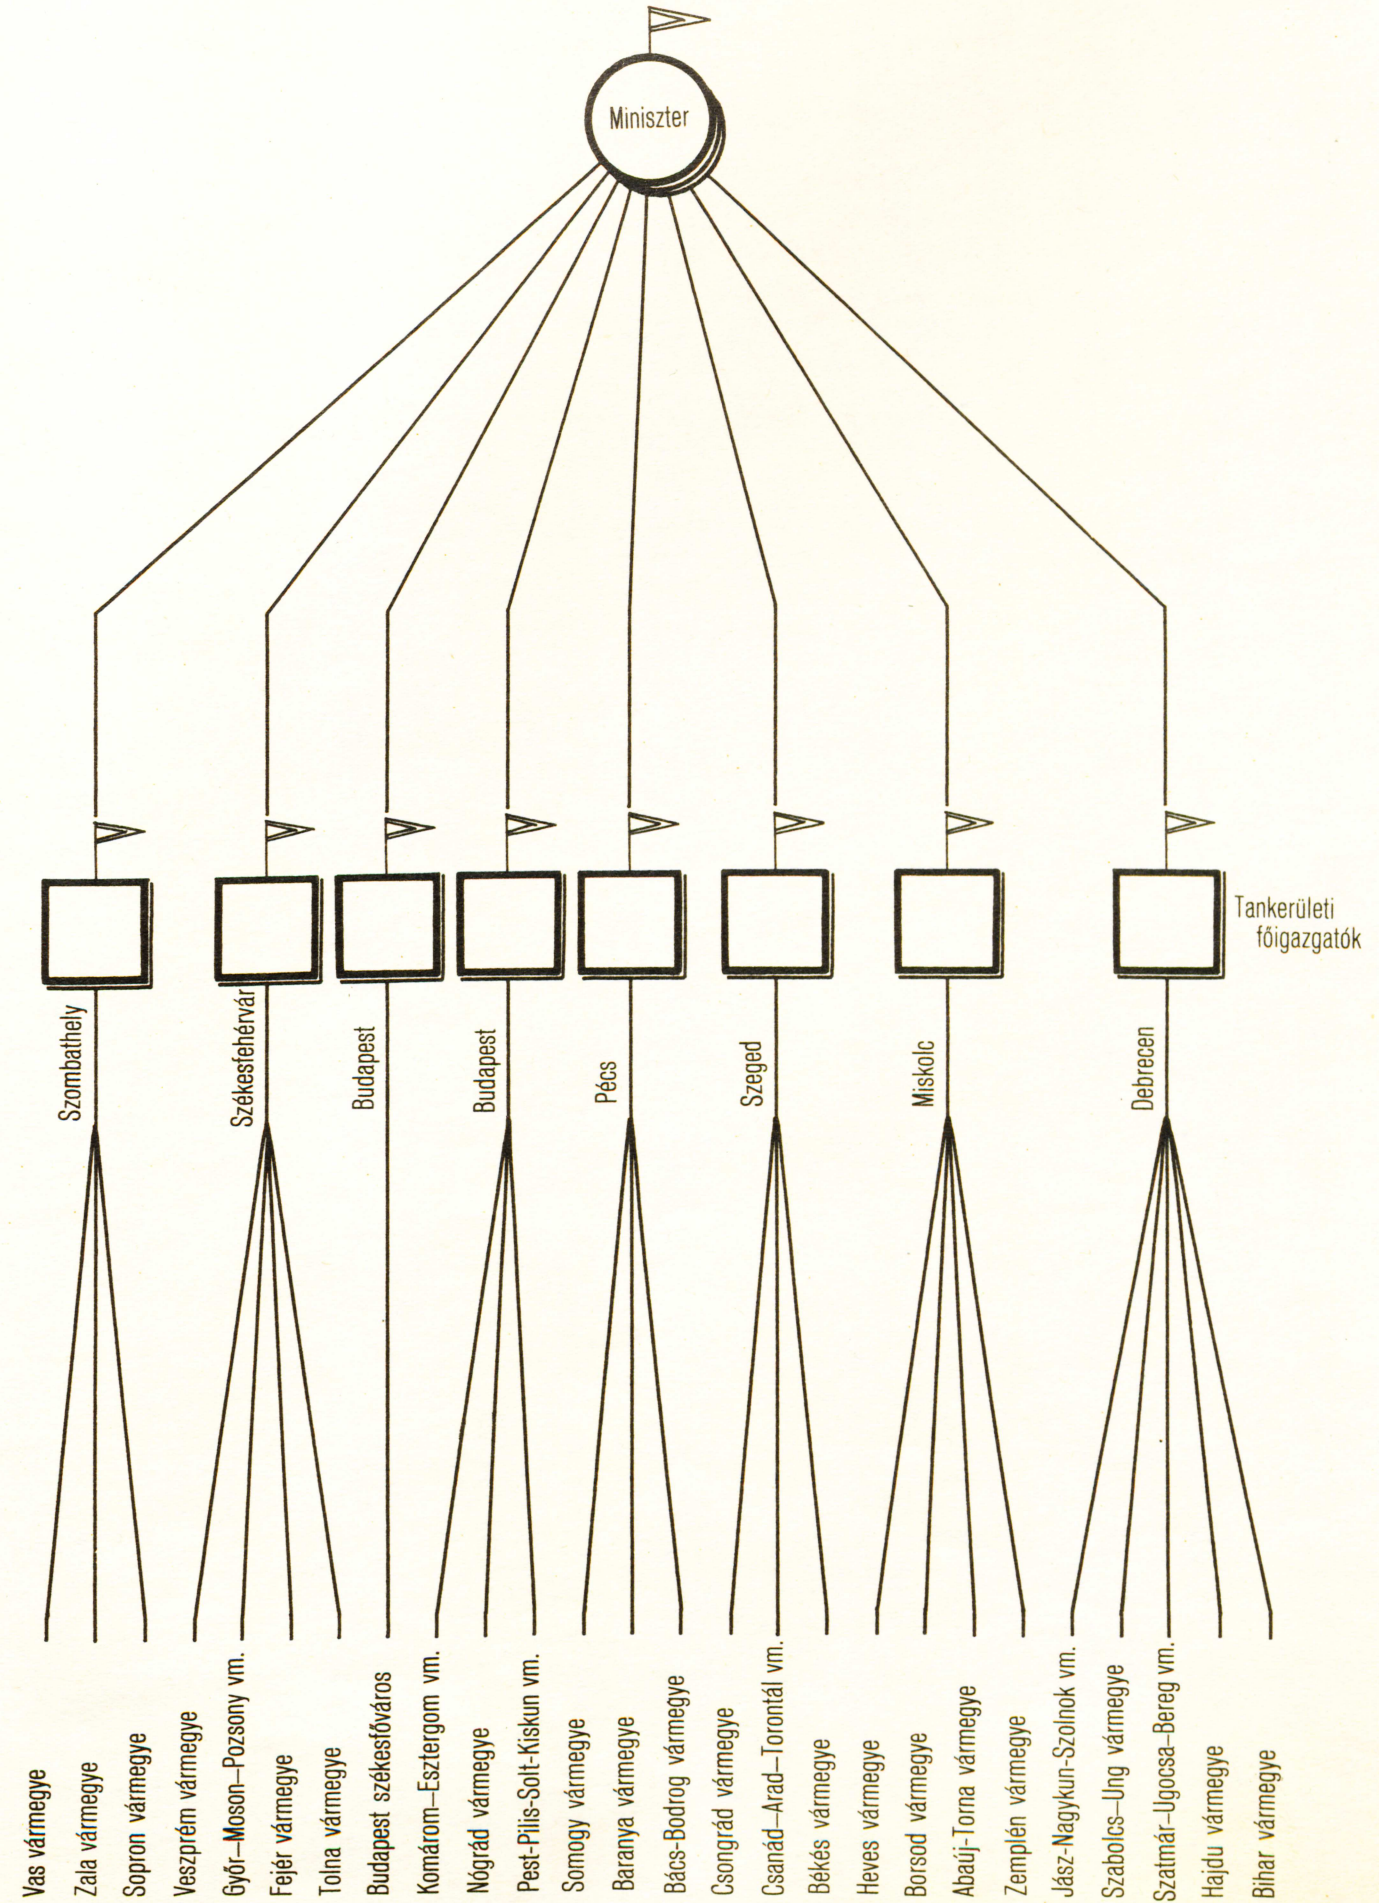 Miniszter
Tankerületi
főigazgatók
Szombathely
Székesfehérvár
Budapest
Budapest
Pécs
Szeged
Miskolc
Debrecen
Vas vármegye
Zala vármegye
Sopron vármegye
Veszprém vármegye
Győr–Moson–Pozsony vm.
Fejér vármegye
Tolna vármegye
Budapest székesfőváros
Komárom–Esztergom vm.
Nógrád vármegye
Pest-Pilis-Solt-Kiskun vm.
Somogy vármegye
Baranya vármegye
Bács-Bodrog vármegye
Csongrád vármegye
Csanád–Arad–Torontál vm.
Békés vármegye
Heves vármegye
Borsod vármegye
Abaúj-Torna vármegye
Zemplén vármegye
Jász-Nagykun-Szolnok vm.
Szabolcs–Ung vármegye
Szatmár–Ugocsa–Bereg vm.
Hajdu vármegye
Bihar vármegye